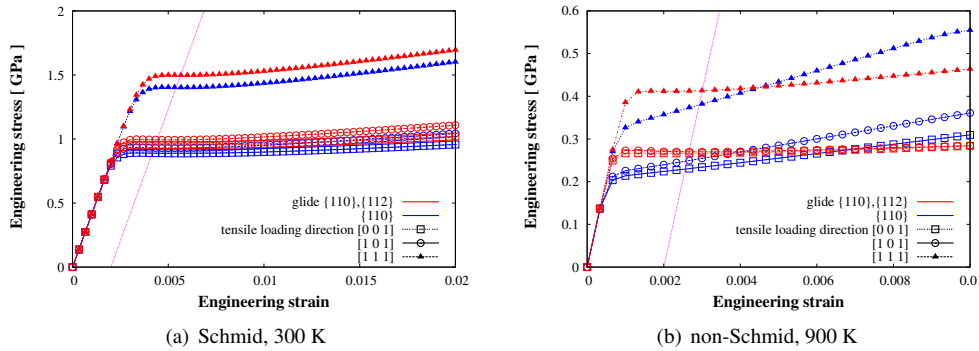 2
1.5
1
0.5
0
0
0.005
0.01
0.015
0.02
Engineering stress [ GPa]
Engineering strain
glide {110},{112}
{110}
tensile loading direction [0 0 1]
[1 0 1]
[1 1 1]
(a) Schmid, 300 K
0.6
0.5
0.4
0.3
0.2
0.1
0
0
0.002
0.004
0.006
0.008
0.01
Engineering stress [ GPa]
Engineering strain
glide {110},{112}
{110}
tensile loading direction [0 0 1]
[1 0 1]
[1 1 1]
(b) non-Schmid, 900 K